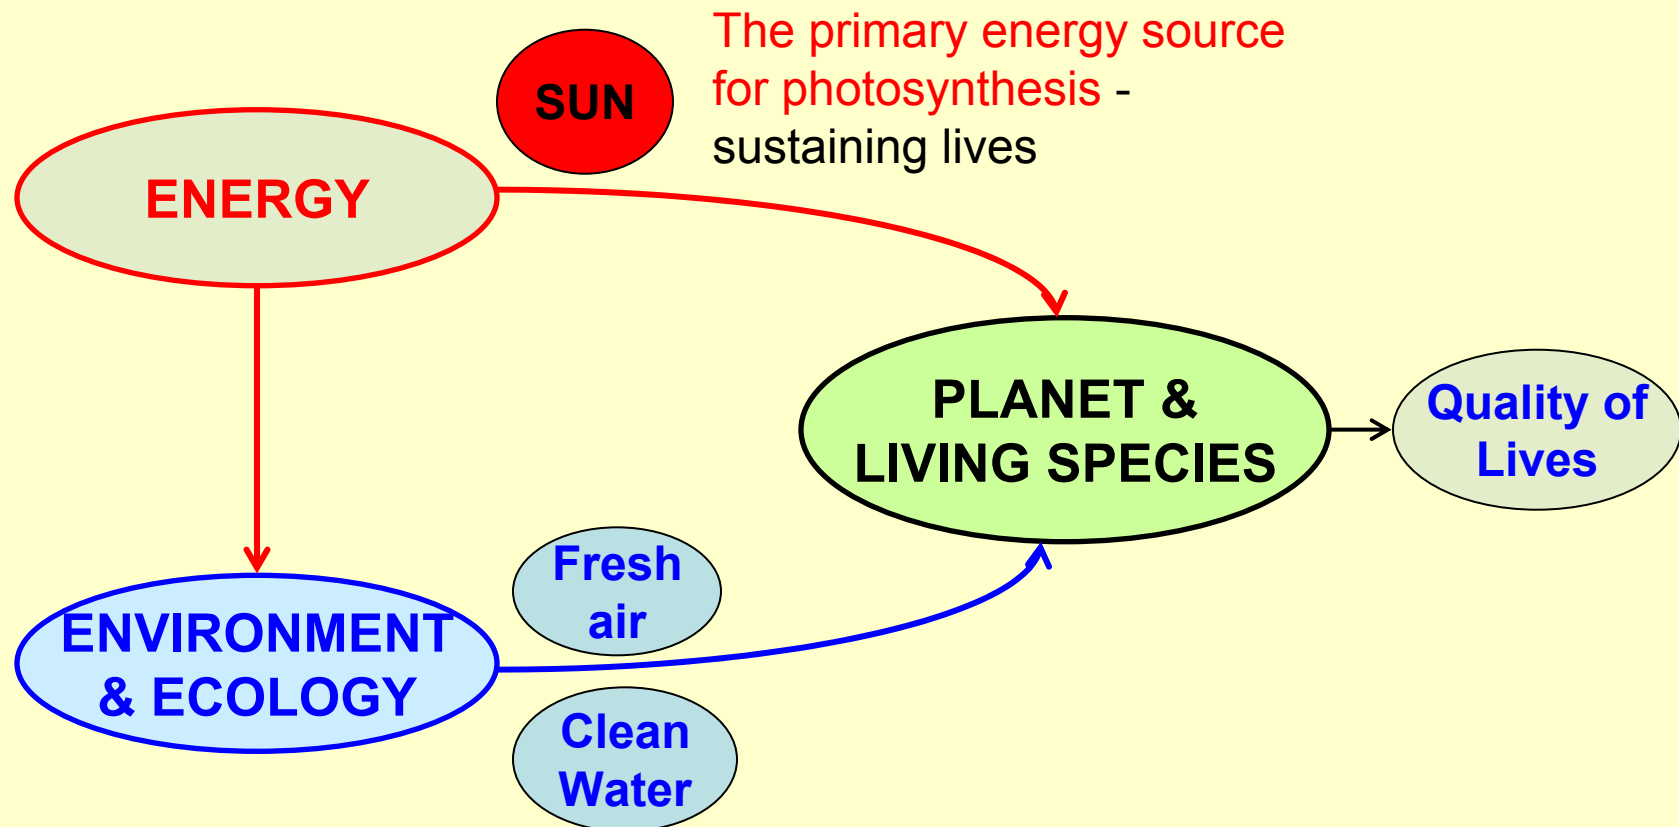 The primary energy source
for photosynthesis -
sustaining lives
SUN
ENERGY
PLANET &
LIVING SPECIES
Quality of
Lives
Fresh
air
ENVIRONMENT
& ECOLOGY
Clean
Water